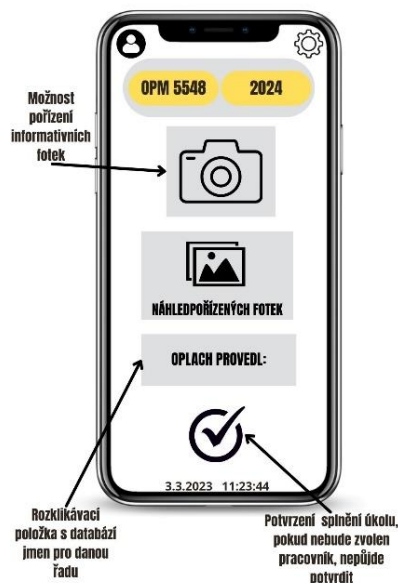 OPM 5548
2024
Možnost
pořízení
informativních
fotek
NÁHLEDPOŘÍZENÝCH FOTEK
OPLACH PROVEDL:
3.3.2023 11:23:44
Rozklikávací
položka s databází
jmen pro danou
řadu
Potvrzení splnění úkolu,
pokud nebude zvolen
pracovník, nepůjde
potvrdit